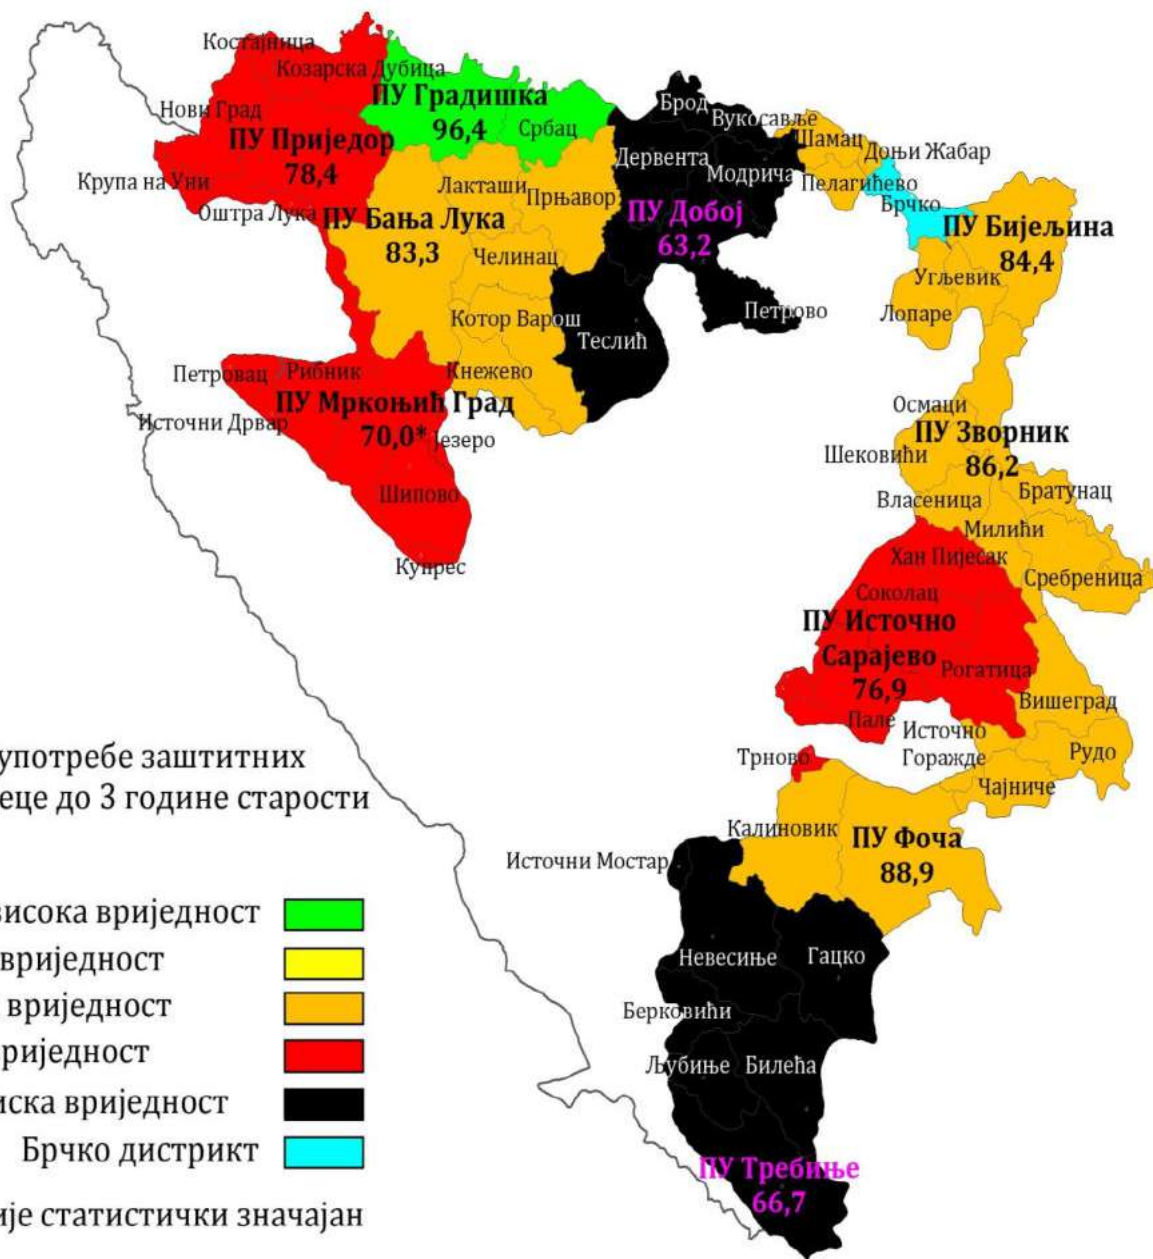 Костајница
Козарска Дубица
ПУ Градишка
96,4
Србац
Нови Град
ПУ Приједор
78,4
Крупа на Уни
Оштра Лука
Брод
Вукосавље
Дервента
Модрича
ПУ Добој
63,2
Петрово
Теслић
Шамац
Доњи Жабар
Пелагићево
Брчко
ПУ Бијељина
84,4
Угљевик
Лопаре
Лакташи
Прњавор
ПУ Бања Лука
83,3
Челинац
Котор Варош
Кнежево
Петровац
Рибник
ПУ Мркоњић Град
70,0*
Источни Дрвар
Језеро
Шипово
Купрес
Осмаци
ПУ Зворник
86,2
Шековићи
Братунац
Власеница
Милићи
Сребреница
Хан Пијесак
Соколац
ПУ Источно
Сарајево
76,9
Рогатица
Пале
Вишеград
Источно
Горажде
Рудо
Трново
Чајниче
Калиновик
ПУ Фоча
88,9
Источни Мостар
Невесиње
Гацко
Берковићи
Љубиње
Билећа
ПУ Требиње
66,7
употребе заштитних
еце до 3 године старости
висока вриједност
вриједност
вриједност
риједност
иска вриједност
Брчко дистрикт
ије статистички значајан